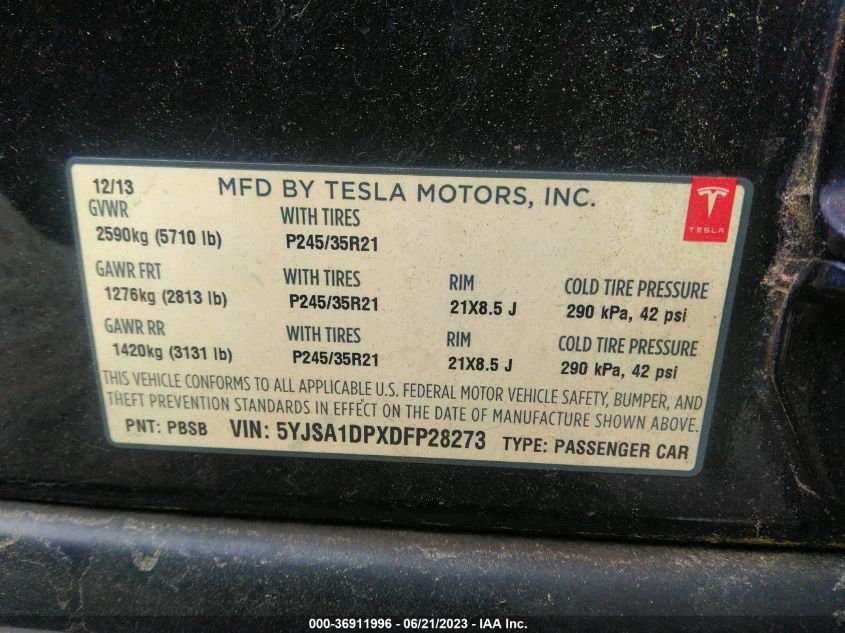 12/13 MFD BY TESLA MOTORS, INC.
TESLA
GVWR WITH TIRES
2590kg (5710 lb) P245/35R21
GAWR FRT WITH TIRES RIM COLD TIRE PRESSURE
1276kg (2813 lb) P245/35R21 21X8.5 J 290 kPa, 42 psi
GAWR RR WITH TIRES RIM COLD TIRE PRESSURE
1420kg (3131 lb) P245/35R21 21X8.5 J 290 kPa, 42 psi
THIS VEHICLE CONFORMS TO ALL APPLICABLE U.S. FEDERAL MOTOR VEHICLE SAFETY, BUMPER, AND
THEFT PREVENTION STANDARDS IN EFFECT ON THE DATE OF MANUFACTURE SHOWN ABOVE.
PNT: PBSB VIN: 5YJSA1DPXDFP28273 TYPE: PASSENGER CAR
000-36911996 - 06/21/2023 - IAA Inc.